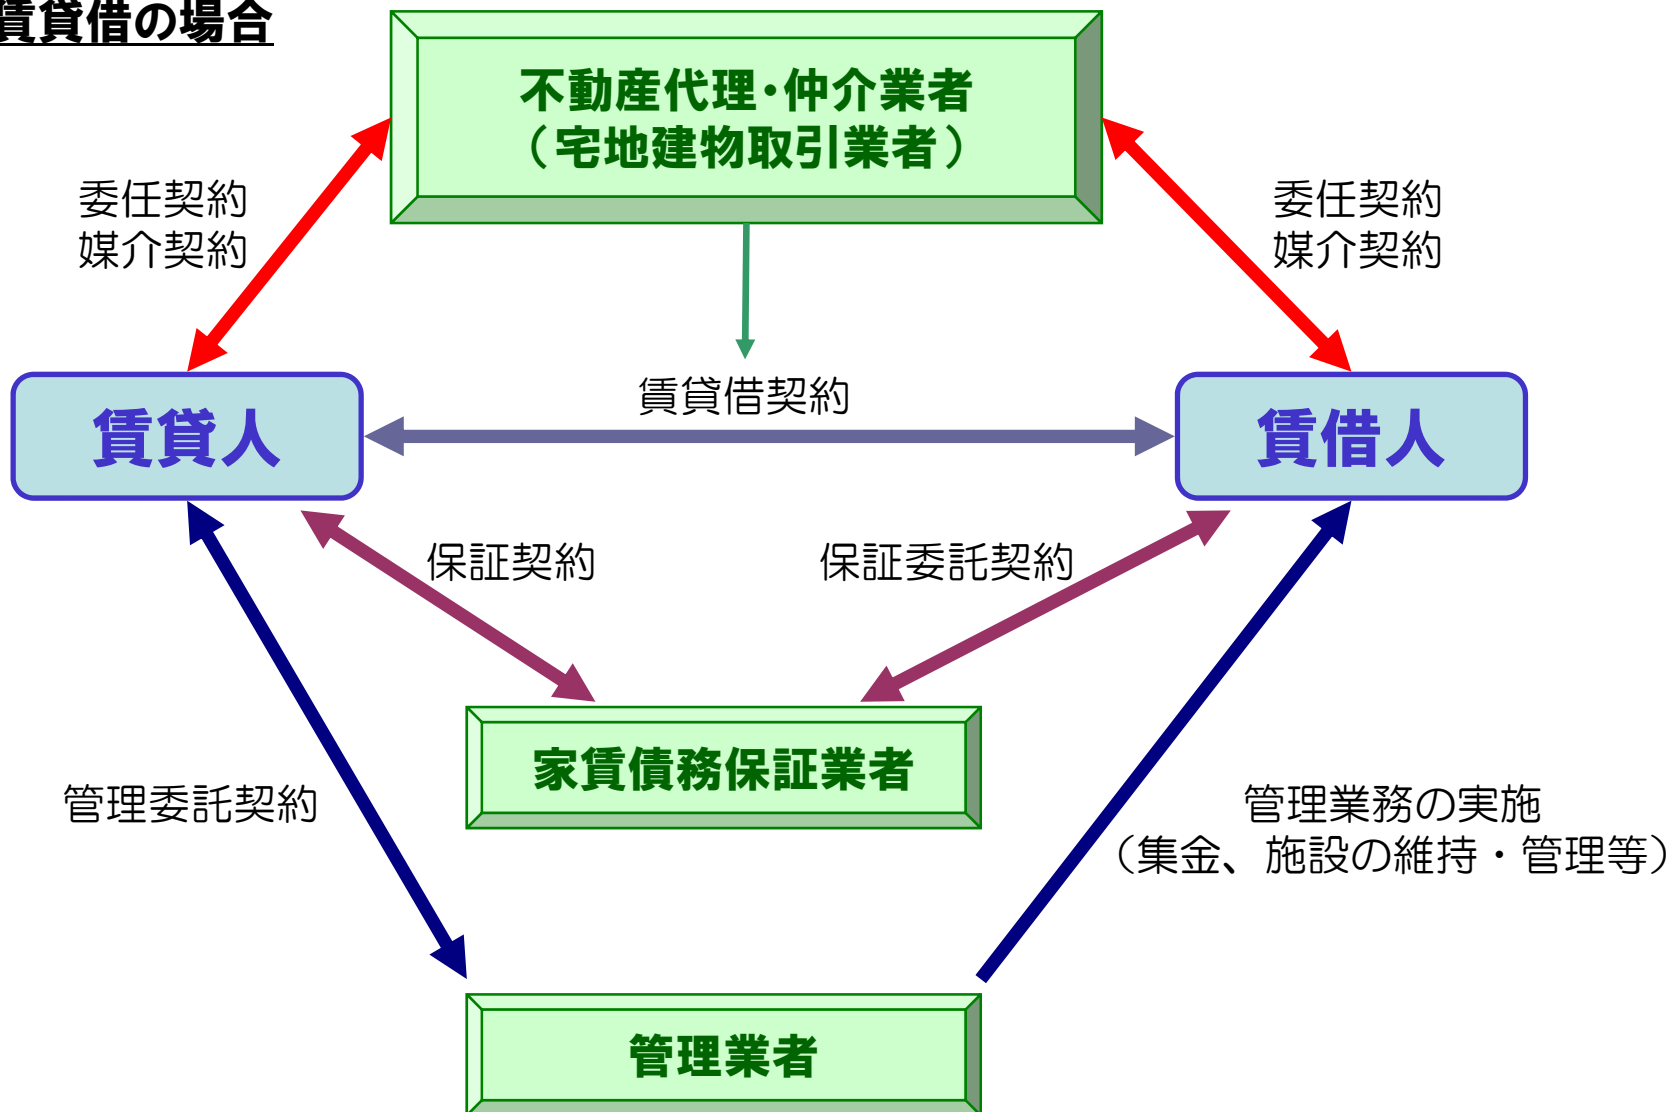 賃貸借の場合
不動産代理・仲介業者
（宅地建物取引業者）
委任契約
媒介契約
委任契約
媒介契約
賃貸借契約
賃貸人
賃借人
保証契約
保証委託契約
家賃債務保証業者
管理委託契約
管理業務の実施
（集金、施設の維持・管理等）
管理業者